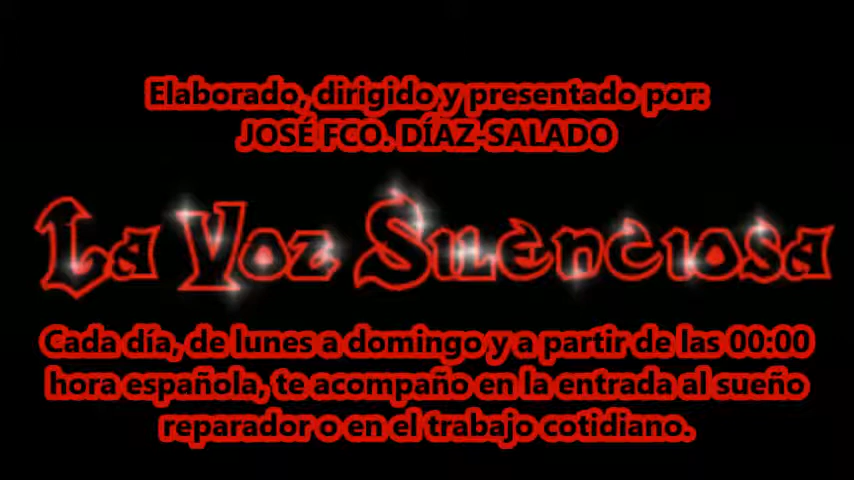 Elaborado, dirigido y presentado por:
JOSÉ FCO. DÍAZ-SALADO
La Voz Silenciosa
Cada día, de lunes a domingo y a partir de las 00:00
hora española, te acompaño en la entrada al sueño
reparador o en el trabajo cotidiano.